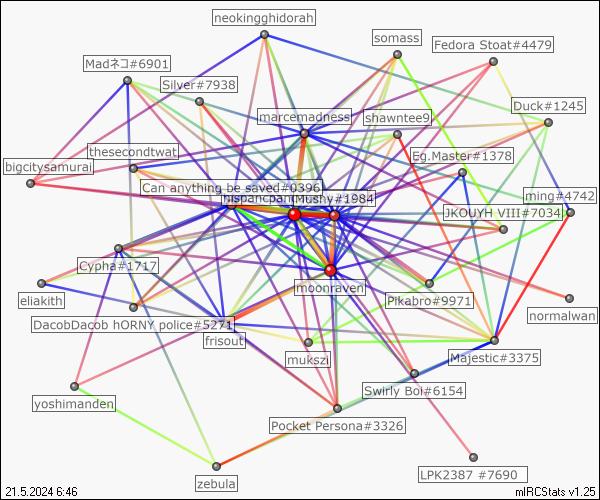 neokingghidorah
somass
Fedora Stoat#4479
Madネコ#6901
Silver#7938
Duck#1245
marcemadness
shawntee9
thesecondtwat
Eg.Master#1378
bigcitysamurai
Can anything be saved#0396
Mushy#1984
ming#4742
JKOUYH VIII#7034
Cypha#1717
moonraven
eliakith
Pikabro#9971
normalwan
DacobDacob hORNY police#5271
frisout
mukszi
Majestic#3375
Swirly Boi#6154
yoshimanden
Pocket Persona#3326
zebula
LPK2387 #7690
21.5.2024 6:46
mIRCStats v1.25